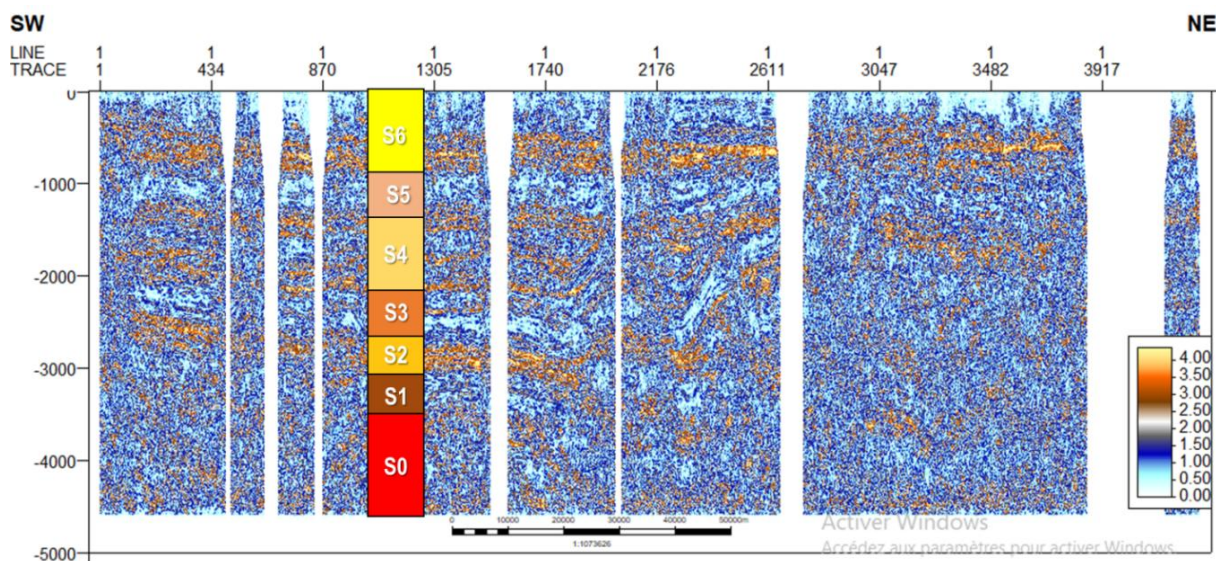 SW NE
LINE 1 1 1 1 1 1 1 1 1 1
TRACE 1 434 870 1305 1740 2176 2611 3047 3482 3917
0
S6
-1000
S5
S4
-2000
S3
S2
-3000
S1
4.00
3.50
3.00
2.50
2.00
1.50
1.00
0.50
0.00
S0
-4000
0 10000 20000 30000 40000 50000m
1:1073626
Activer Windows
Accédez aux paramètres pour activer Windows.
-5000